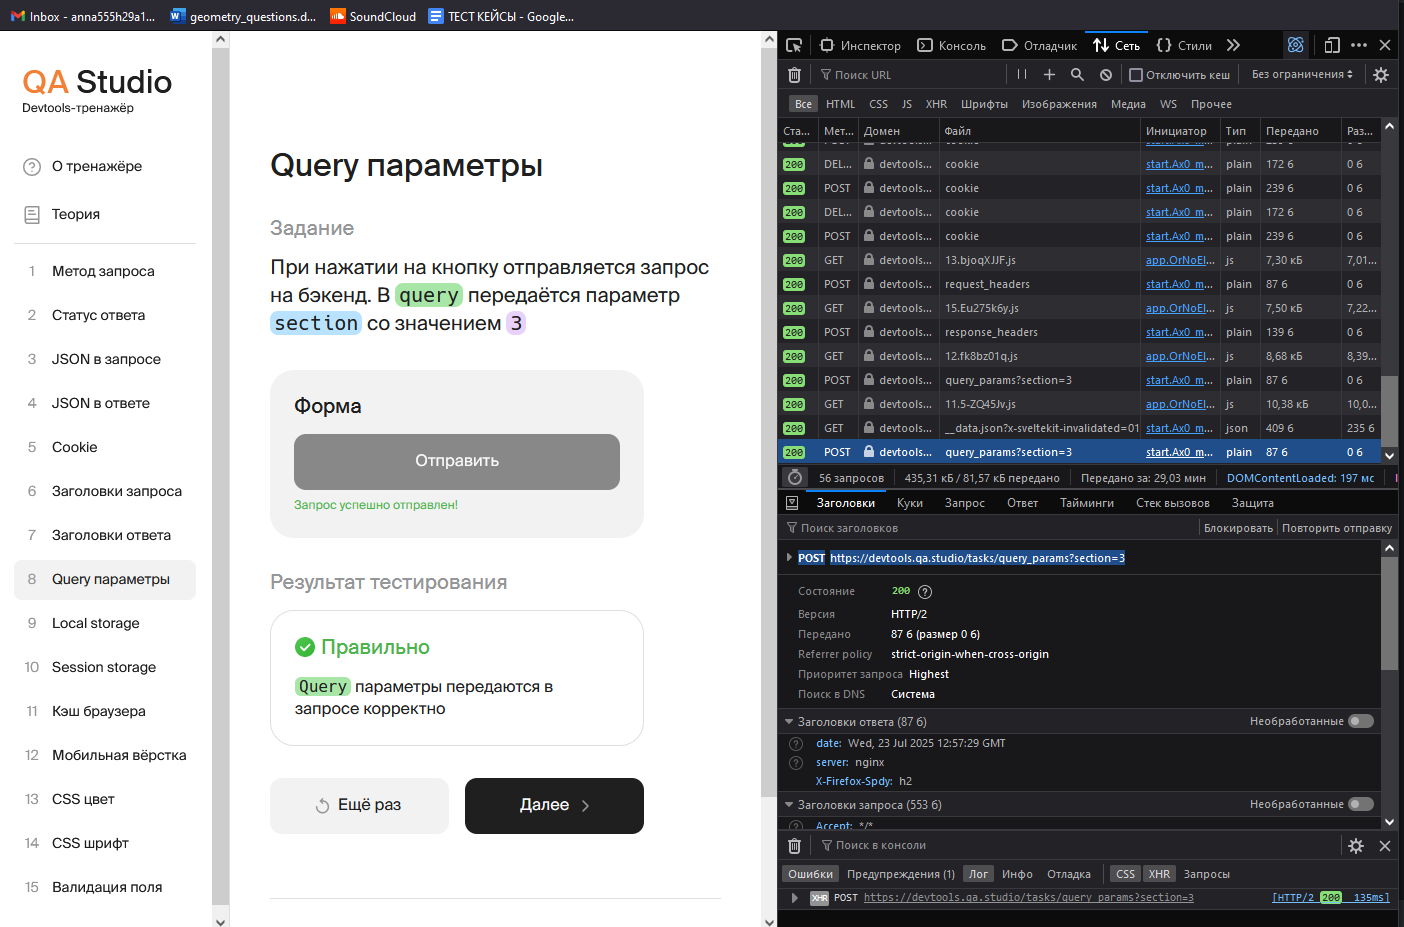 Inbox - anna555h29a1...
geometry_questions.d...
SoundCloud
ТЕСТ КЕЙСЫ - Google...
QA Studio
Devtools-тренажёр
О тренажёре
Теория
1 Метод запроса
2 Статус ответа
3 JSON в запросе
4 JSON в ответе
5 Cookie
6 Заголовки запроса
7 Заголовки ответа
8 Query параметры
9 Local storage
10 Session storage
11 Кэш браузера
12 Мобильная вёрстка
13 CSS цвет
14 CSS шрифт
15 Валидация поля
Query параметры
Задание
При нажатии на кнопку отправляется запрос
на бэкенд. В query передаётся параметр
section со значением 3
Форма
Отправить
Запрос успешно отправлен!
Результат тестирования
Правильно
Query параметры передаются в
запросе корректно
Ещё раз
Далее
Инспектор Консоль Отладчик Сеть Стили
Поиск URL Отключить кеш Без ограничения
Все HTML CSS JS XHR Шрифты Изображения Медиа WS Прочее
Ста... Мет... Домен Файл Инициатор Тип Передано Раз...
200 DEL... devtools... cookie start.Ax0_m... plain 172 б 0 б
200 POST devtools... cookie start.Ax0_m... plain 239 б 0 б
200 DEL... devtools... cookie start.Ax0_m... plain 172 б 0 б
200 POST devtools... cookie start.Ax0_m... plain 239 б 0 б
200 GET devtools... 13.bjoqXJJF.js app.OrNoEl... js 7,30 кБ 7,01...
200 POST devtools... request_headers start.Ax0_m... plain 87 б 0 б
200 GET devtools... 15.Eu275k6y.js app.OrNoEl... js 7,50 кБ 7,22...
200 POST devtools... response_headers start.Ax0_m... plain 139 б 0 б
200 GET devtools... 12.fk8bz01q.js app.OrNoEl... js 8,68 кБ 8,39...
200 POST devtools... query_params?section=3 start.Ax0_m... plain 87 б 0 б
200 GET devtools... 11.5-ZQ45Jv.js app.OrNoEl... js 10,38 кБ 10,0...
200 GET devtools... __data.json?x-sveltekit-invalidated=01 start.Ax0_m... json 409 б 235 б
200 POST devtools... query_params?section=3 start.Ax0_m... plain 87 б 0 б
56 запросов 435,31 кБ / 81,57 кБ передано Передано за: 29,03 мин DOMContentLoaded: 197 мс
Заголовки Куки Запрос Ответ Тайминги Стек вызовов Защита
Поиск заголовков Блокировать Повторить отправку
POST https://devtools.qa.studio/tasks/query_params?section=3
Состояние 200
Версия HTTP/2
Передано 87 б (размер 0 б)
Referrer policy strict-origin-when-cross-origin
Приоритет запроса Highest
Поиск в DNS Система
Заголовки ответа (87 б) Необработанные
date: Wed, 23 Jul 2025 12:57:29 GMT
server: nginx
X-Firefox-Spdy: h2
Заголовки запроса (553 б) Необработанные
Accept: */*
Поиск в консоли
Ошибки Предупреждения (1) Лог Инфо Отладка CSS XHR Запросы
XHR POST https://devtools.qa.studio/tasks/query_params?section=3 [HTTP/2 200 135ms]